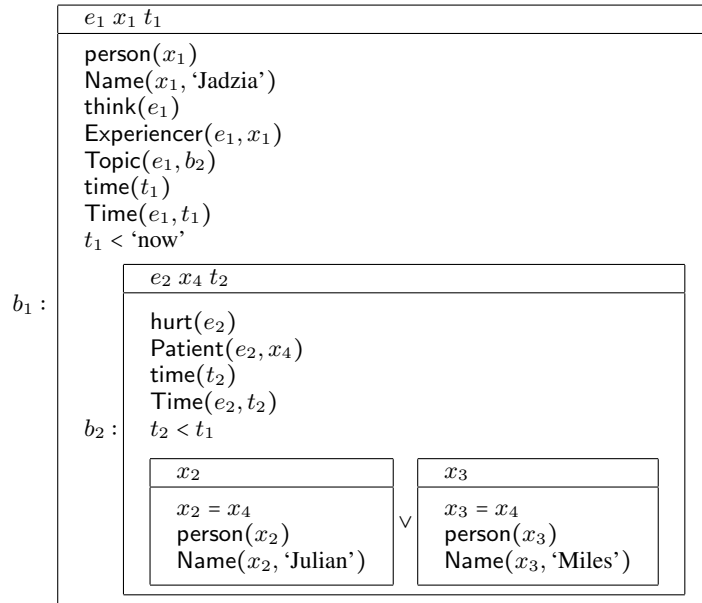 e₁ x₁ t₁
person(x₁)
Name(x₁, ‘Jadzia’)
think(e₁)
Experiencer(e₁, x₁)
Topic(e₁, b₂)
time(t₁)
Time(e₁, t₁)
t₁ < ‘now’
b₁ :
e₂ x₄ t₂
hurt(e₂)
Patient(e₂, x₄)
time(t₂)
Time(e₂, t₂)
b₂ : t₂ < t₁
x₂ x₃
x₂ = x₄ x₃ = x₄
∨
person(x₂) person(x₃)
Name(x₂, ‘Julian’) Name(x₃, ‘Miles’)